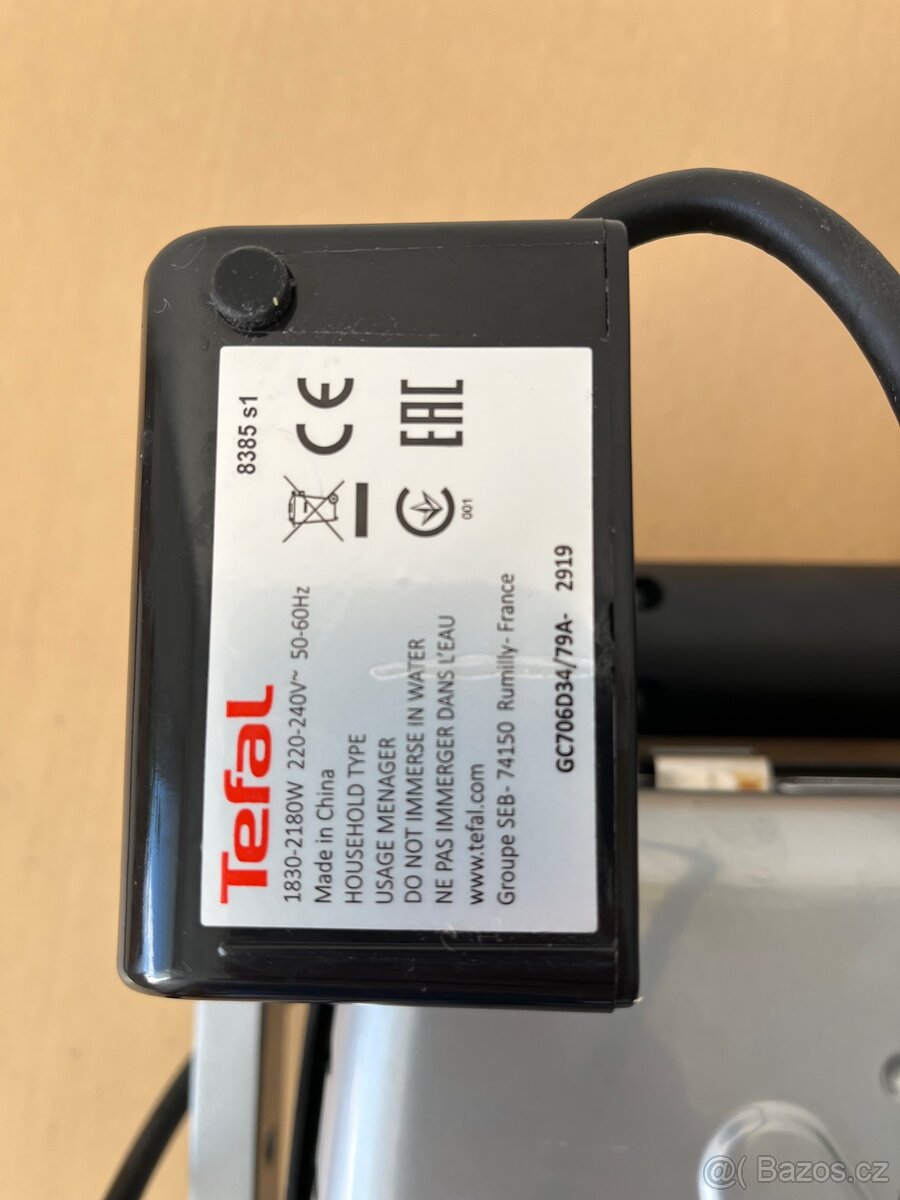 8385 s1
CE
EAC
001
Tefal
1830-2180W 220-240V~ 50-60Hz
Made in China
HOUSEHOLD TYPE
USAGE MENAGER
DO NOT IMMERSE IN WATER
NE PAS IMMERGER DANS L'EAU
www.tefal.com
Groupe SEB- 74150 Rumilly- France
GC706D34/79A- 2919
@( Bazos.cz